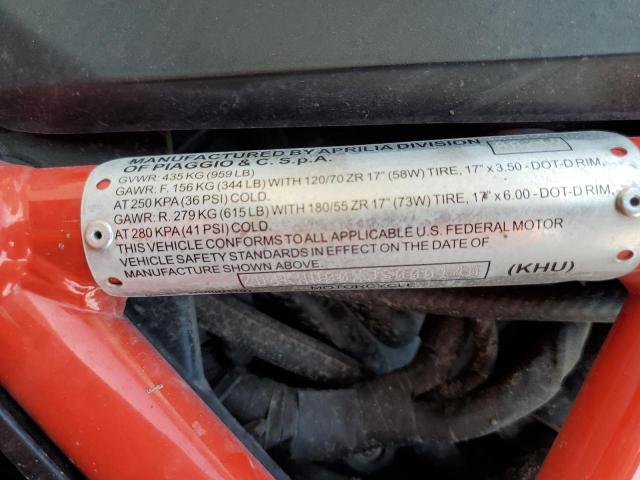 MANUFACTURED BY APRILIA DIVISION
OF PIAGGIO & C. S.p.A.
GVWR: 435 KG (959 LB)
GAWR: F. 156 KG (344 LB) WITH 120/70 ZR 17" (58W) TIRE, 17" x 3.50 - DOT-D RIM,
AT 250 KPA (36 PSI) COLD.
GAWR: R. 279 KG (615 LB) WITH 180/55 ZR 17" (73W) TIRE, 17" x 6.00 - DOT-D RIM,
AT 280 KPA (41 PSI) COLD.
THIS VEHICLE CONFORMS TO ALL APPLICABLE U.S. FEDERAL MOTOR
VEHICLE SAFETY STANDARDS IN EFFECT ON THE DATE OF
MANUFACTURE SHOWN ABOVE.
(KHU)
MOTORCYCLE